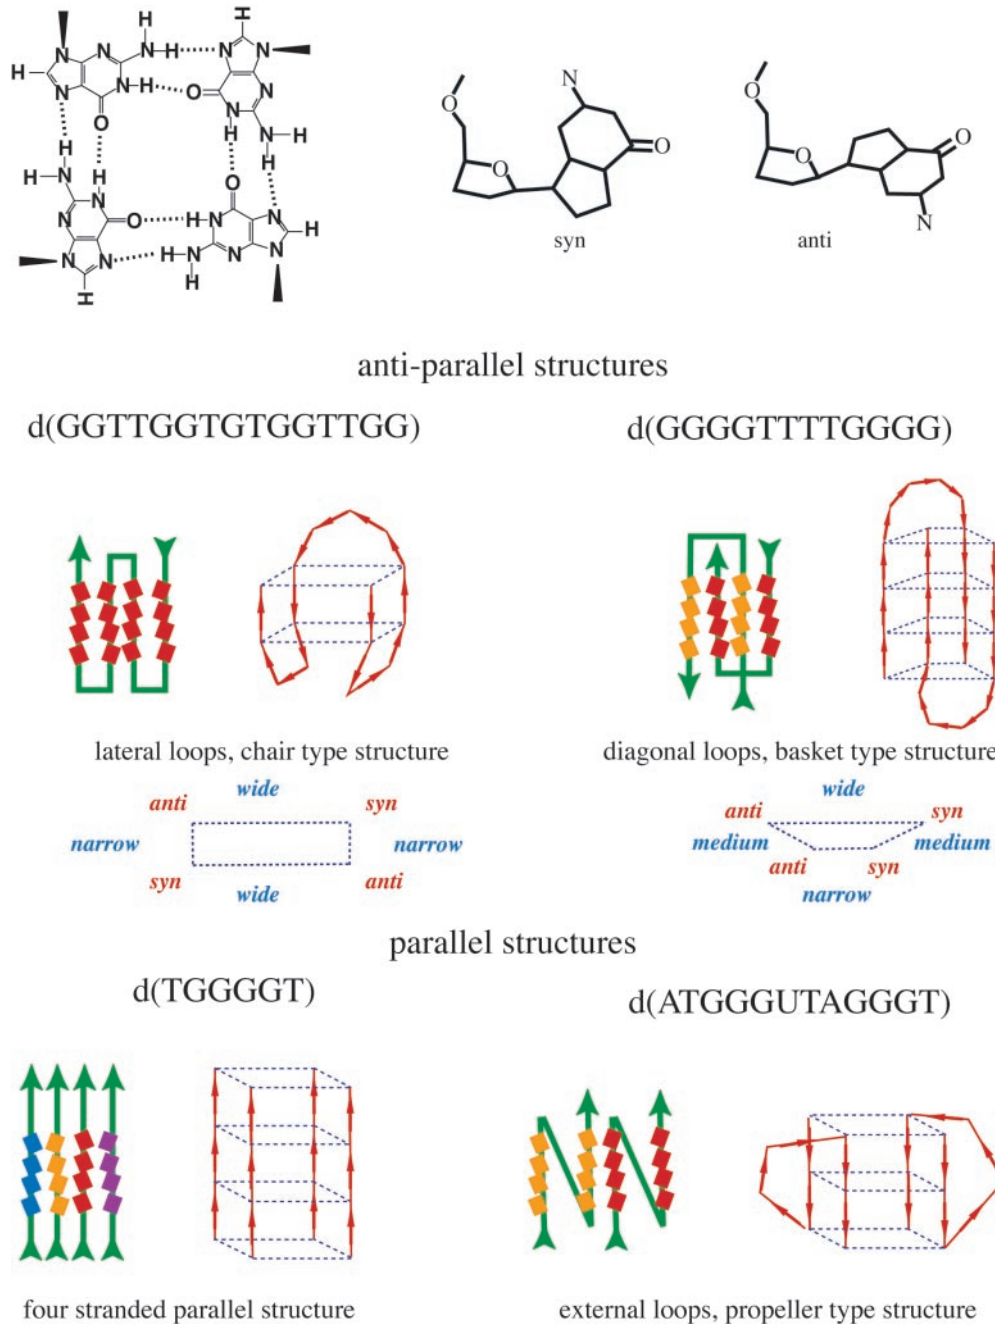 H
H
H
N
N
N
H
N
N
H
N
N
H
N
O
O
N
N
N
H
H
N
H
H
H
H
N
H
N
H
O
N
N
O
H
N
N
H
N
N
H
N
N
N
H
H
H
N
O
O
O
syn
O
O
O
N
anti
anti-parallel structures
d(GGTTGGTGTGGTTGG)
d(GGGGTTTTGGGG)
lateral loops, chair type structure
diagonal loops, basket type structure
wide
anti
syn
narrow
narrow
syn
anti
wide
wide
anti
syn
medium
medium
anti
syn
narrow
parallel structures
d(TGGGGT)
d(ATGGGUTAGGGT)
four stranded parallel structure
external loops, propeller type structure